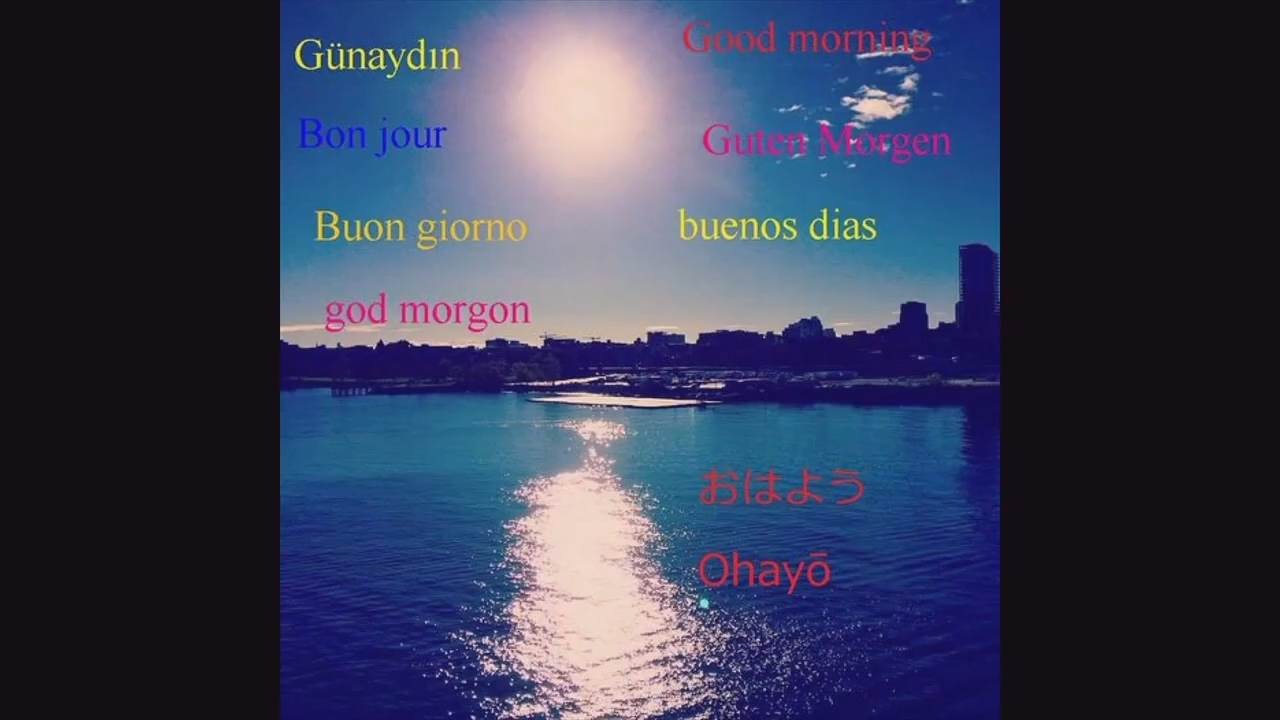 Günaydın
Good morning
Bon jour
Guten Morgen
Buon giorno
buenos dias
god morgon
おはよう
Ohayō